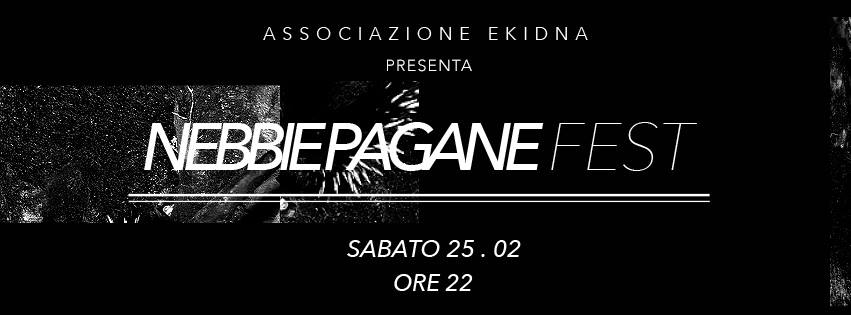 ASSOCIAZIONE EKIDNA
PRESENTA
NEBBIEPAGANE FEST
SABATO 25 . 02
ORE 22